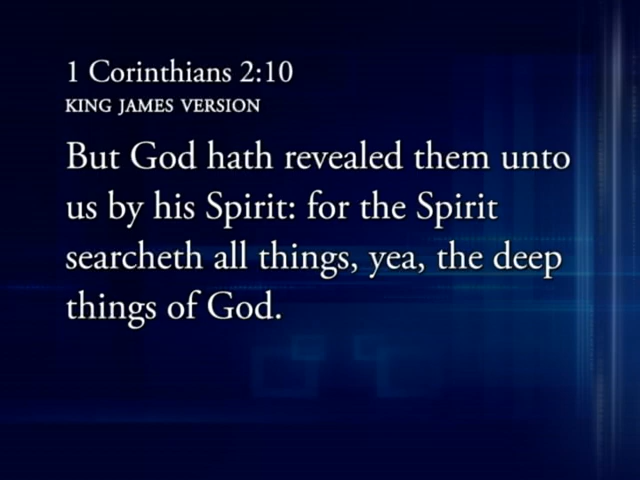 1 Corinthians 2:10
KING JAMES VERSION
But God hath revealed them unto
us by his Spirit: for the Spirit
searcheth all things, yea, the deep
things of God.